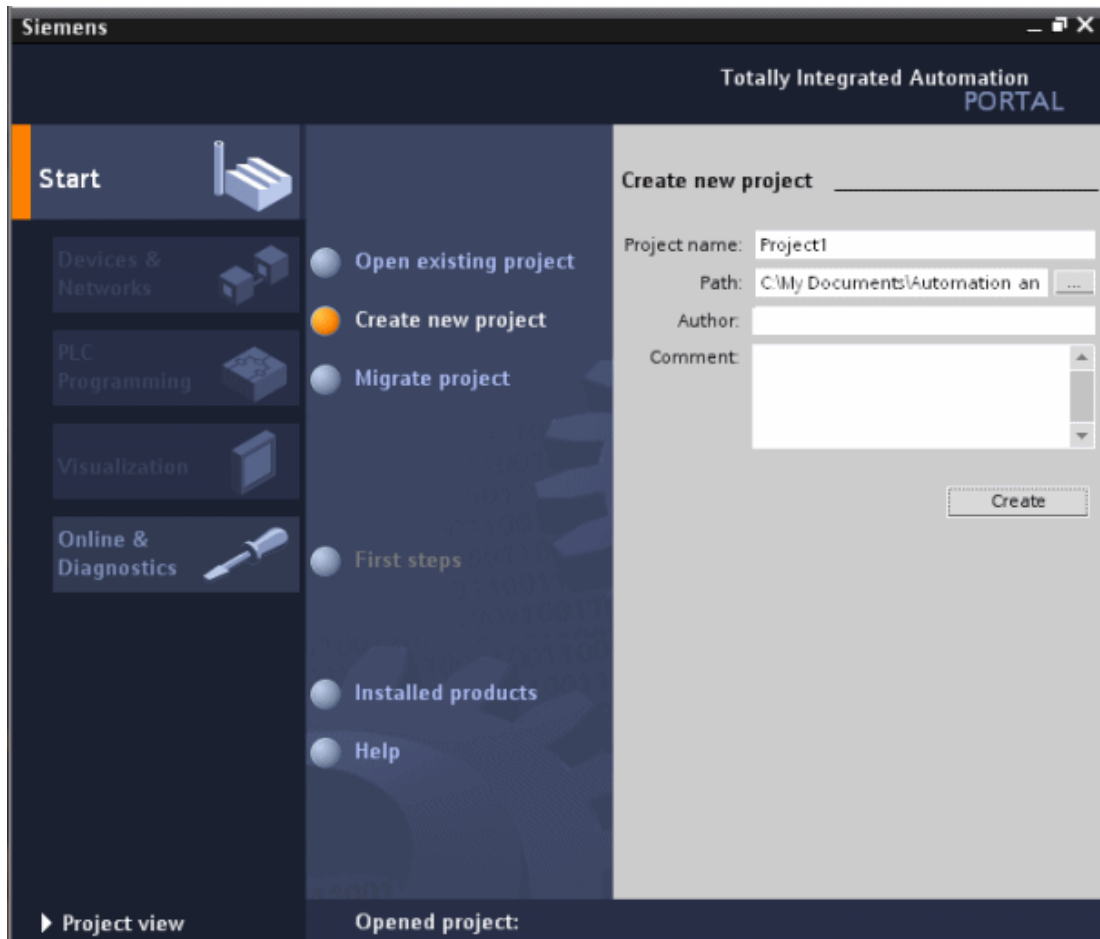 Siemens
Totally Integrated Automation
PORTAL
Start
Devices &
Networks
PLC
Programming
Visualization
Online &
Diagnostics
Open existing project
Create new project
Migrate project
First steps
Installed products
Help
Create new project
Project name: Project1
Path: C:\My Documents\Automation an ...
Author:
Comment:
Create
Project view
Opened project: